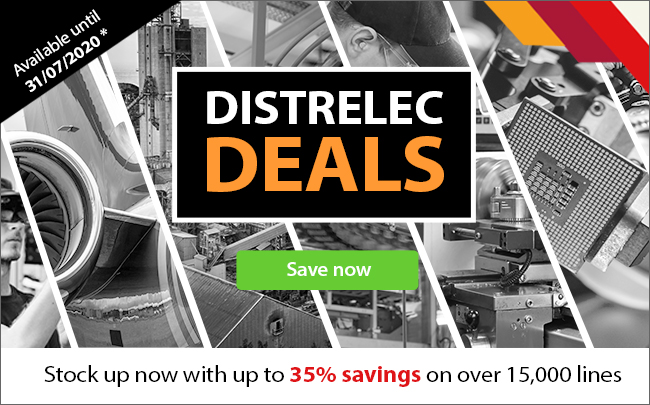 Available until
31/07/2020 *
DISTRELEC
DEALS
Save now
Stock up now with up to 35% savings on over 15,000 lines